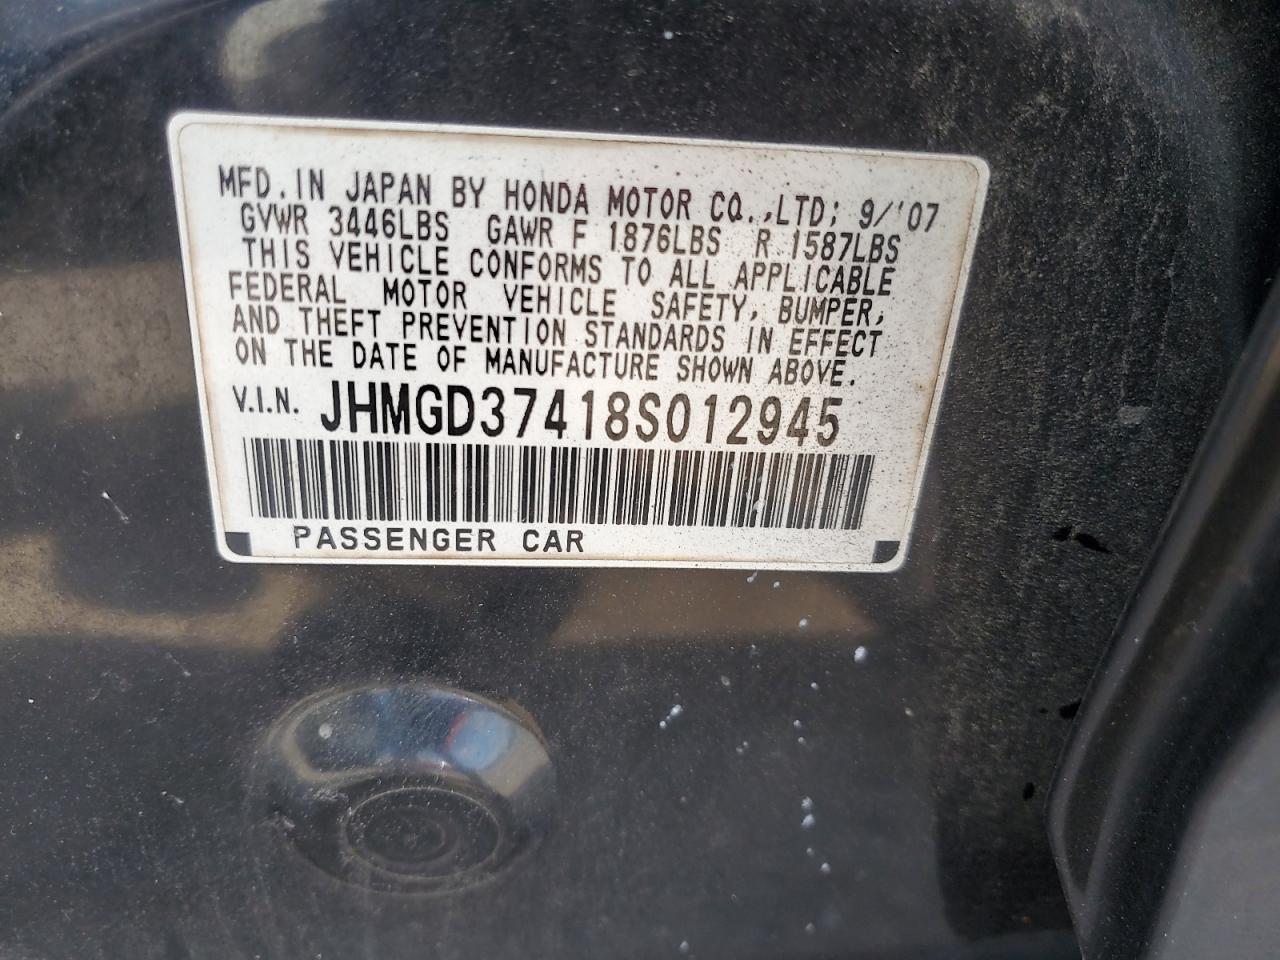 MFD. IN JAPAN BY HONDA MOTOR CO.,LTD; 9/'07
GVWR 3446LBS GAWR F 1876LBS R 1587LBS
THIS VEHICLE CONFORMS TO ALL APPLICABLE
FEDERAL MOTOR VEHICLE SAFETY, BUMPER,
AND THEFT PREVENTION STANDARDS IN EFFECT
ON THE DATE OF MANUFACTURE SHOWN ABOVE.
V.I.N. JHMGD37418S012945
PASSENGER CAR